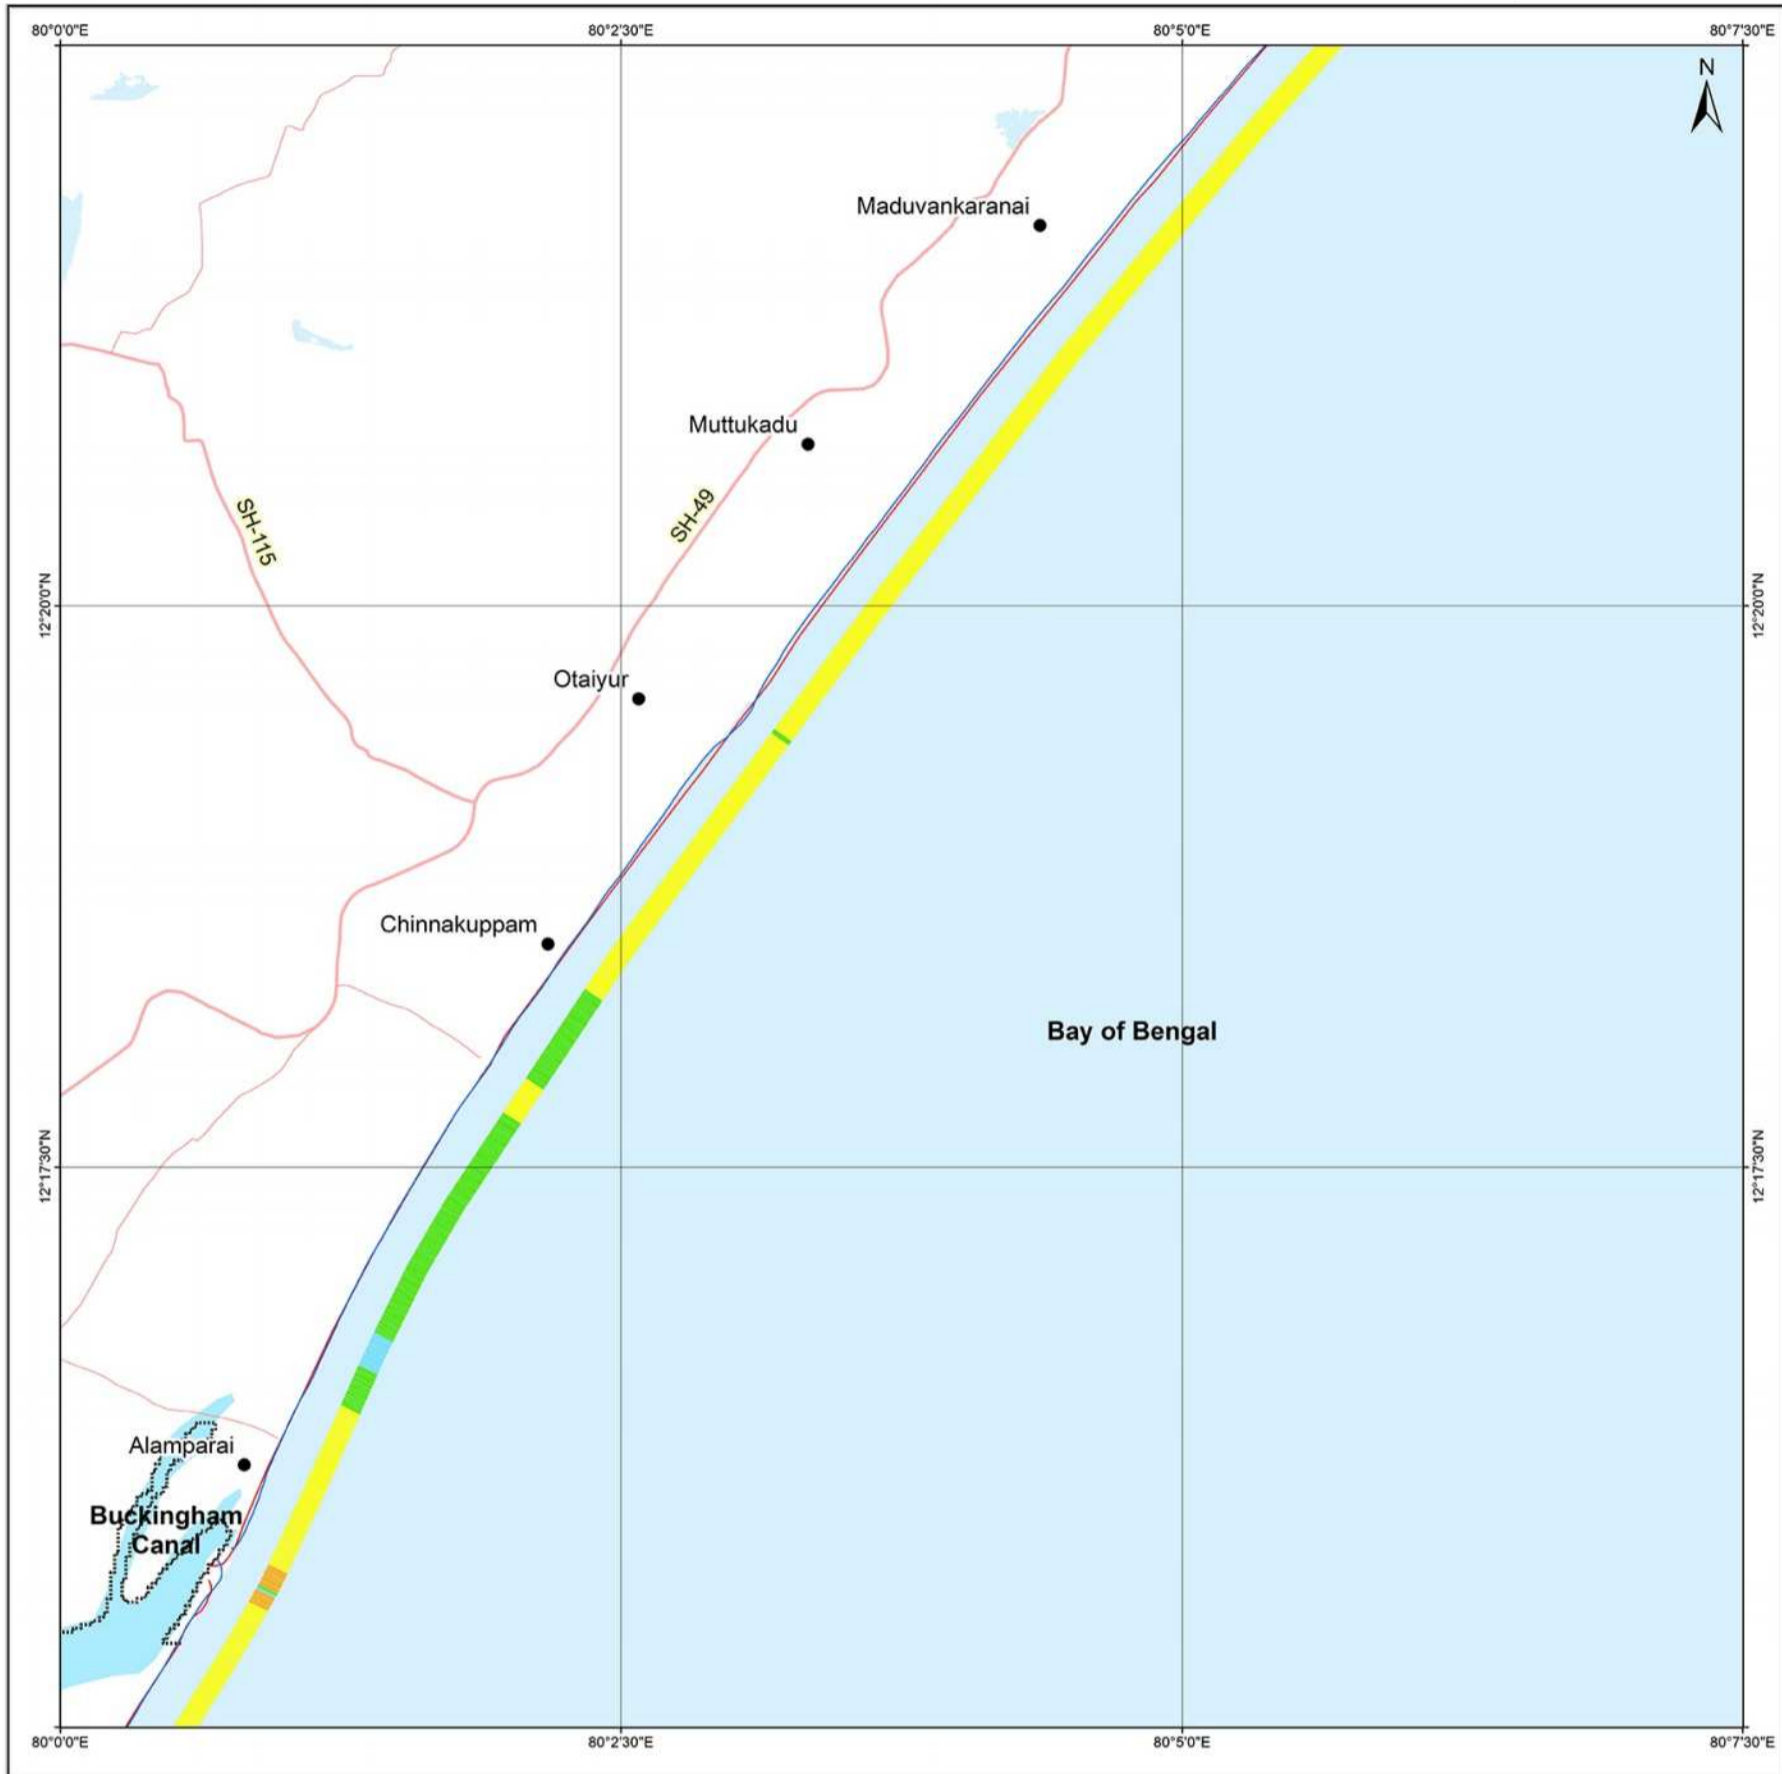 80°0'0"E 80°2'30"E 80°5'0"E 80°7'30"E
N
Maduvankaranai
Muttukadu
SH-49
SH-115
12°20'0"N 12°20'0"N
Otaiyur
Chinnakuppam
Bay of Bengal
12°17'30"N 12°17'30"N
Alamparai
Buckingham
Canal
80°0'0"E 80°2'30"E 80°5'0"E 80°7'30"E